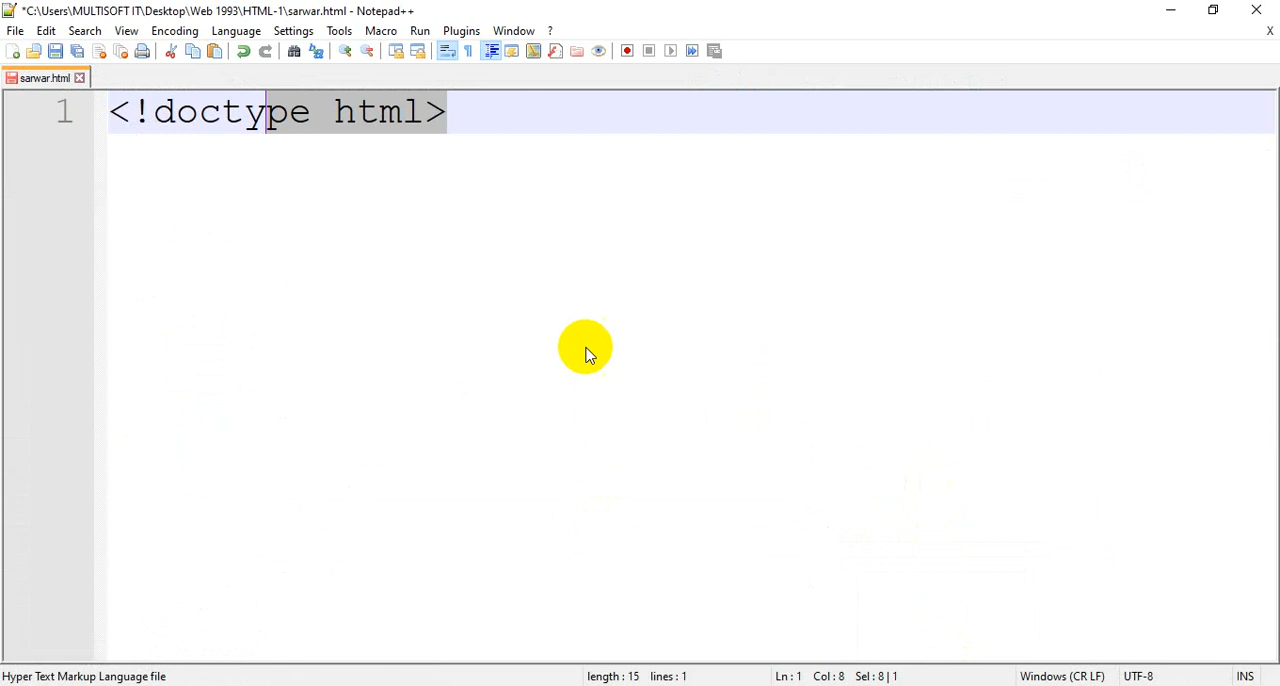 *C:\Users\MULTISOFT IT\Desktop\Web 1993\HTML-1\sarwar.html - Notepad++
File Edit Search View Encoding Language Settings Tools Macro Run Plugins Window ? X
sarwar.html
1 <!doctype html>
Hyper Text Markup Language file length : 15 lines : 1 Ln : 1 Col : 8 Sel : 8 | 1 Windows (CR LF) UTF-8 INS